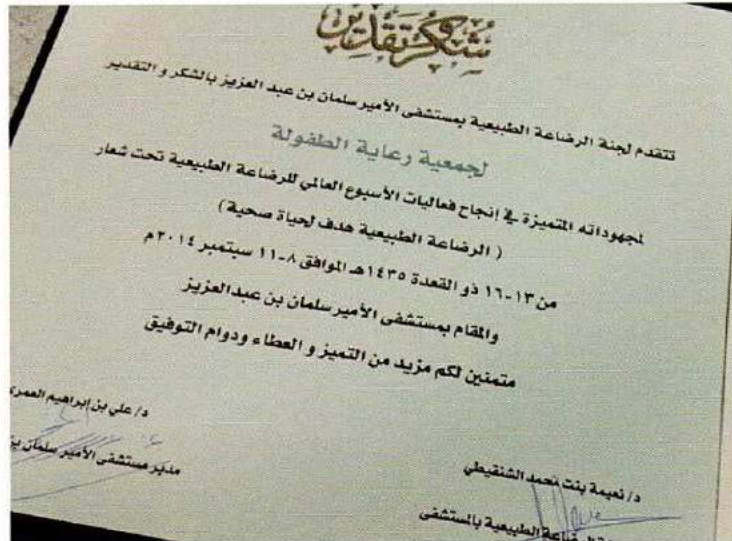 شكر وتقدير
تتقدم لجنة الرضاعة الطبيعية بمستشفى الأمير سلمان بن عبد العزيز بالشكر و التقدير
لجمعية رعاية الطفولة
لمجهوداته المتميزة في إنجاح فعاليات الأسبوع العالمي للرضاعة الطبيعية تحت شعار
( الرضاعة الطبيعية هدف لحياة صحية )
من ١٣-١٦ ذو القعدة ١٤٣٥هـ الموافق ٨-١١ سبتمبر ٢٠١٤م
والمقام بمستشفى الأمير سلمان بن عبدالعزيز
متمنين لكم مزيد من التميز و العطاء ودوام التوفيق
د/ نعيمة بنت محمد الشنقيطي
الرضاعة الطبيعية بالمستشفى
د/ علي بن إبراهيم العمري
مدير مستشفى الأمير سلمان بن